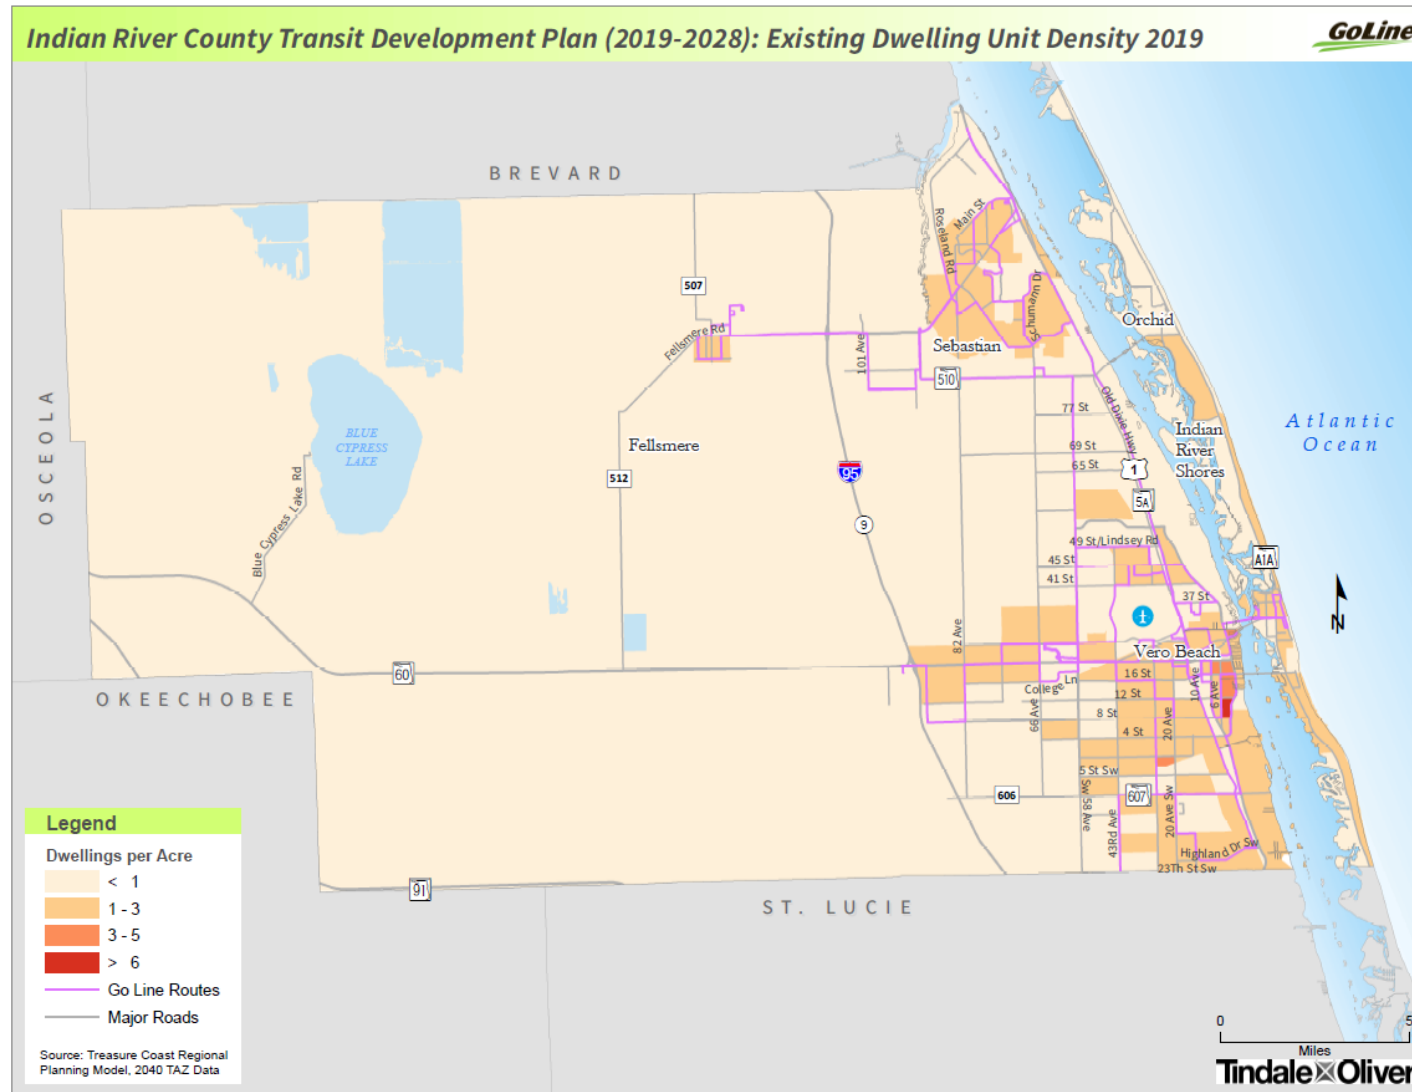 Indian River County Transit Development Plan (2019-2028): Existing Dwelling Unit Density 2019
GoLine
BREVARD
OSCEOLA
OKEECHOBEE
ST. LUCIE
Atlantic
Ocean
BLUE
CYPRESS
LAKE
Blue Cypress Lake Rd
Fellsmere Rd
Fellsmere
507
512
510
95
9
60
91
606
607
1
5A
A1A
Main St
Roseland Rd
Schumann Dr
Sebastian
Orchid
101 Ave
Old Dixie Hwy
77 St
69 St
65 St
Indian
River
Shores
49 St/Lindsey Rd
45 St
41 St
37 St
82 Ave
Vero Beach
16 St
College Ln
12 St
8 St
4 St
66 Ave
10 Ave
6 Ave
20 Ave
5 St Sw
Sw 58 Ave
43Rd Ave
20 Ave Sw
Highland Dr Sw
23Th St Sw
N
Legend
Dwellings per Acre
< 1
1 - 3
3 - 5
> 6
Go Line Routes
Major Roads
Source: Treasure Coast Regional
Planning Model, 2040 TAZ Data
0 5
Miles
Tindale Oliver